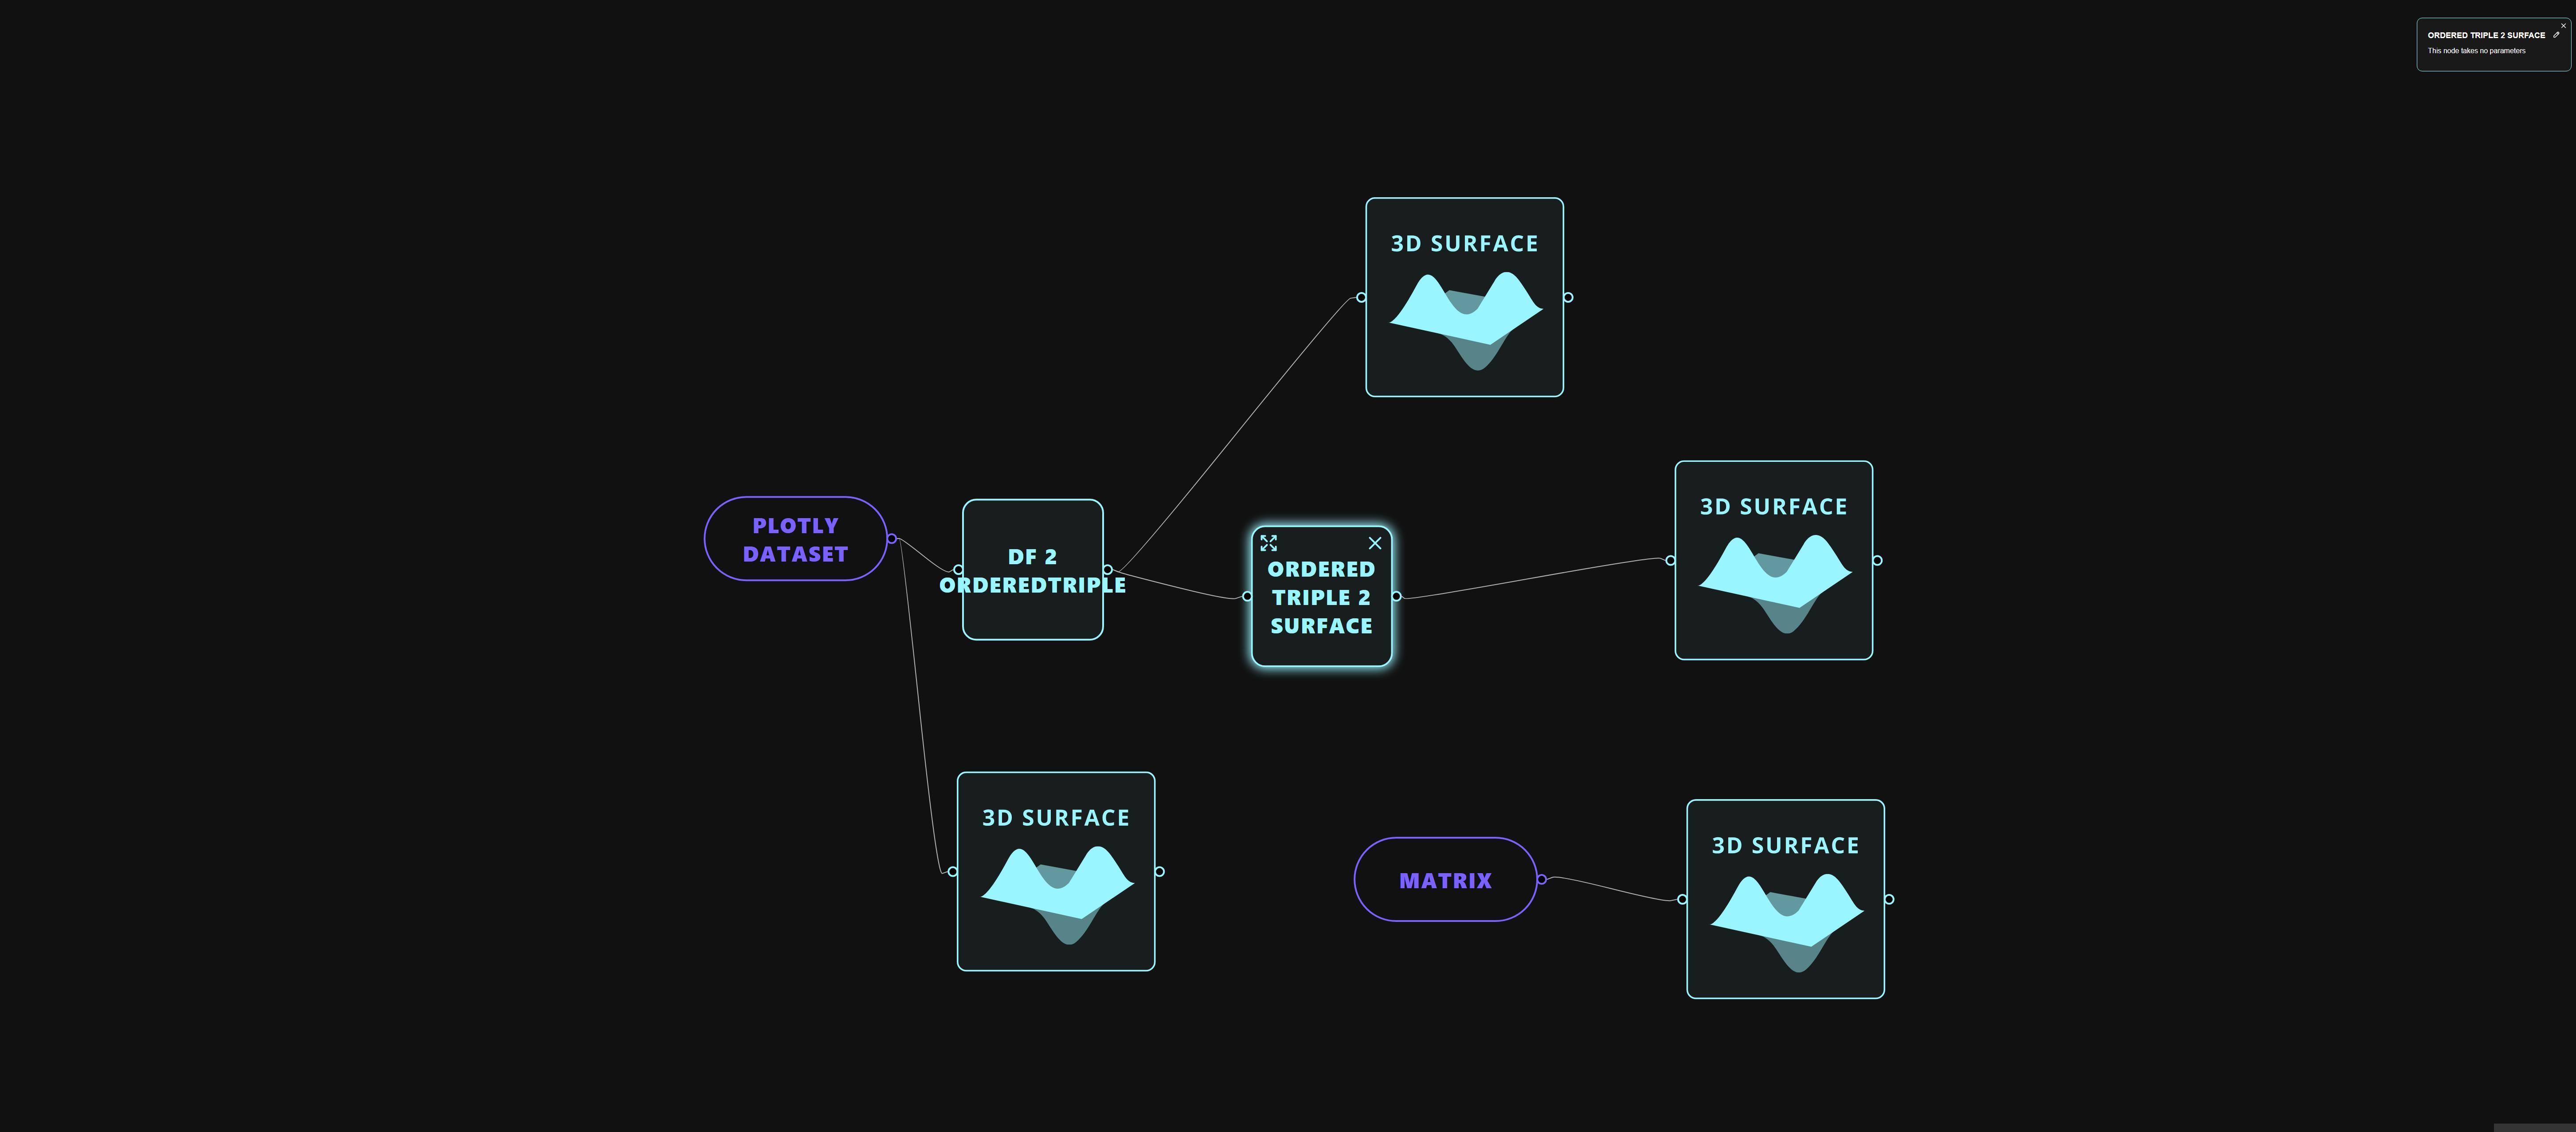 ORDERED TRIPLE 2 SURFACE
This node takes no parameters
3D SURFACE
PLOTLY
DATASET
DF 2
ORDEREDTRIPLE
ORDERED
TRIPLE 2
SURFACE
3D SURFACE
3D SURFACE
MATRIX
3D SURFACE